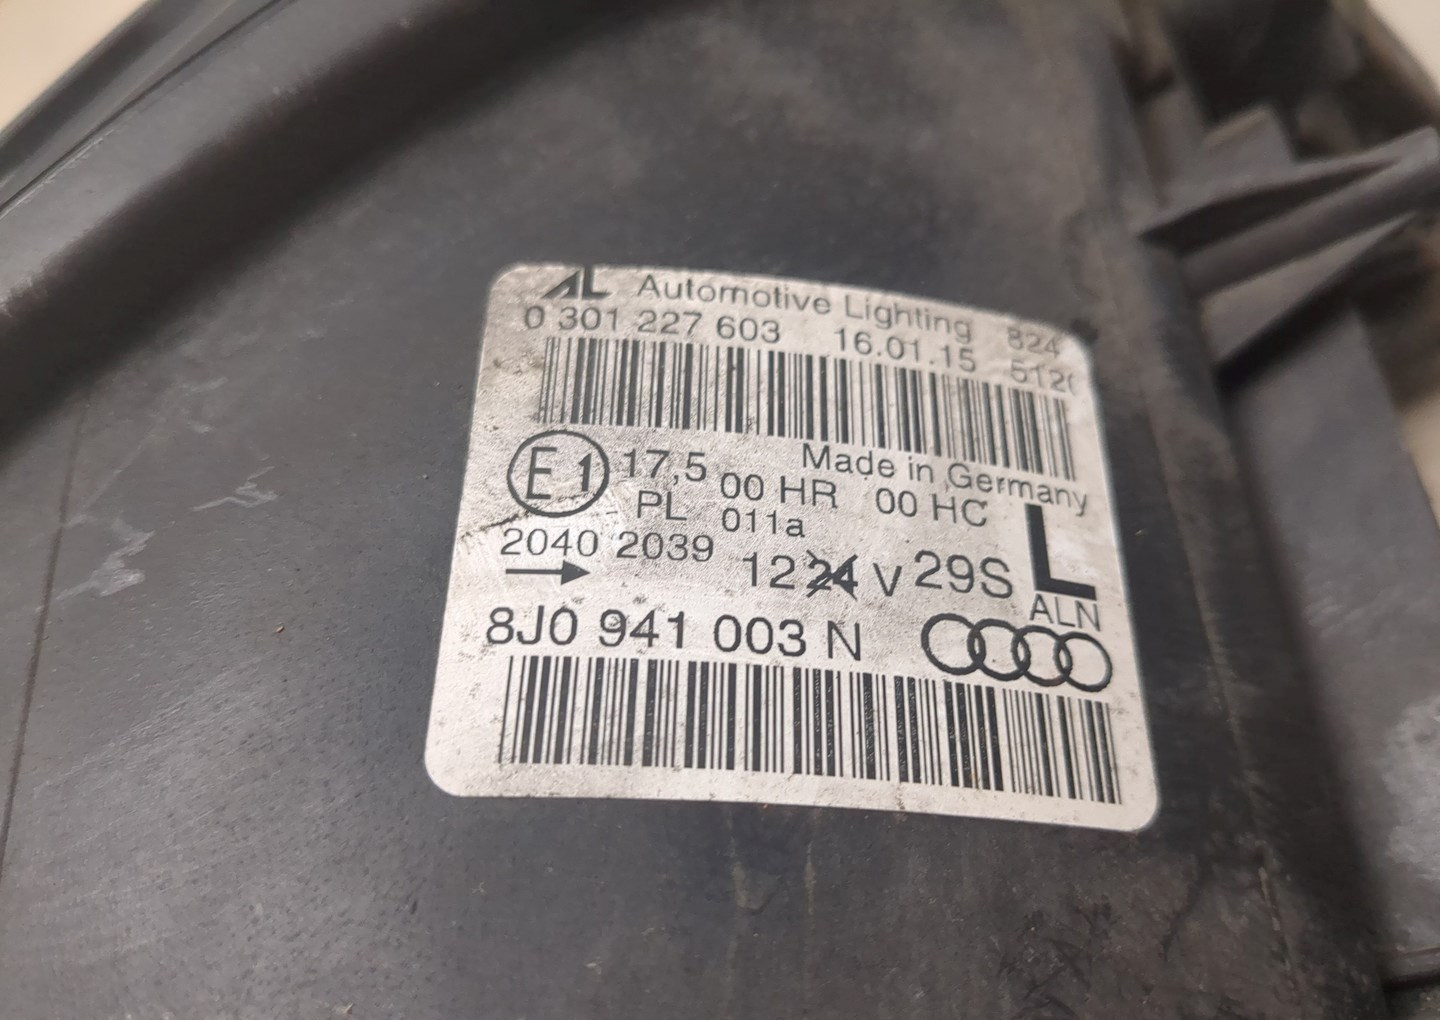 AL Automotive Lighting 824
0 301 227 603 16.01.15 512
Made in Germany
E1 17,5 00 HR 00 HC
PL 011a
L
2040 2039 12 24 V 29S
ALN
8J0 941 003 N